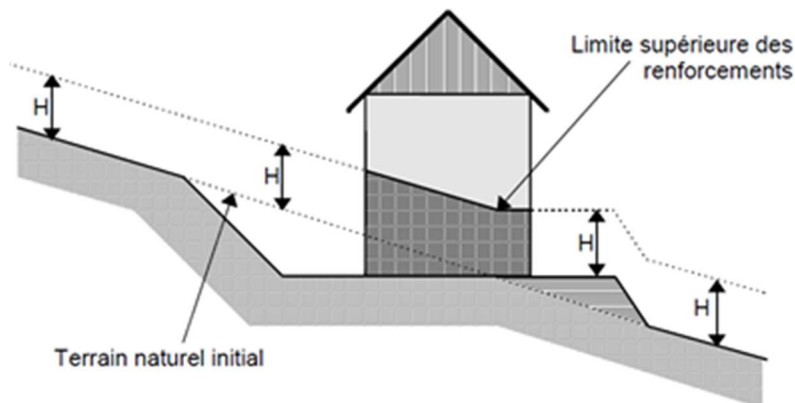 Limite supérieure des
renforcements
H
H
H
H
Terrain naturel initial